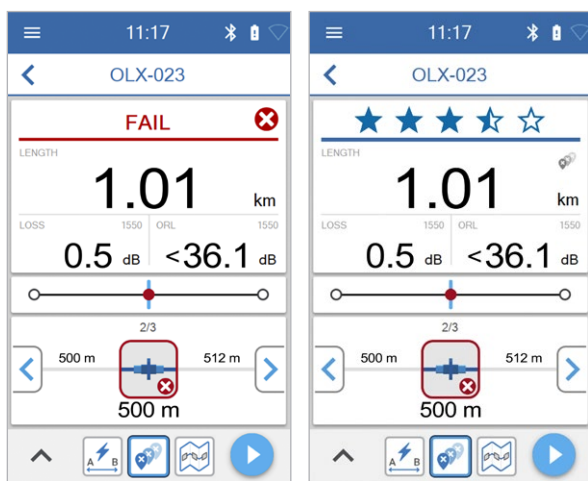 11:17
OLX-023
FAIL
LENGTH
1.01 km
LOSS 1550 ORL 1550
0.5 dB <36.1 dB
2/3
500 m 512 m
500 m
A B
11:17
OLX-023
LENGTH
1.01 km
LOSS 1550 ORL 1550
0.5 dB <36.1 dB
2/3
500 m 512 m
500 m
A B